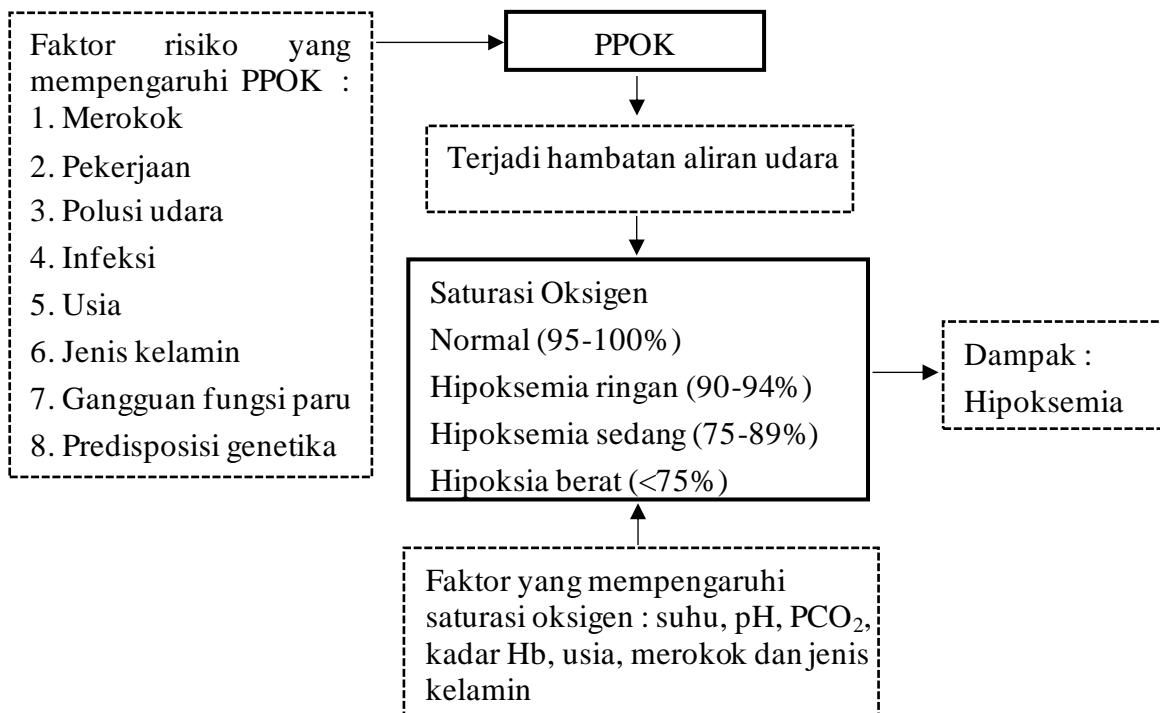 Faktor risiko yang
mempengaruhi PPOK :
1. Merokok
2. Pekerjaan
3. Polusi udara
4. Infeksi
5. Usia
6. Jenis kelamin
7. Gangguan fungsi paru
8. Predisposisi genetika
PPOK
Terjadi hambatan aliran udara
Saturasi Oksigen
Normal (95-100%)
Hipoksemia ringan (90-94%)
Hipoksemia sedang (75-89%)
Hipoksia berat (<75%)
Dampak :
Hipoksemia
Faktor yang mempengaruhi
saturasi oksigen : suhu, pH, PCO₂,
kadar Hb, usia, merokok dan jenis
kelamin